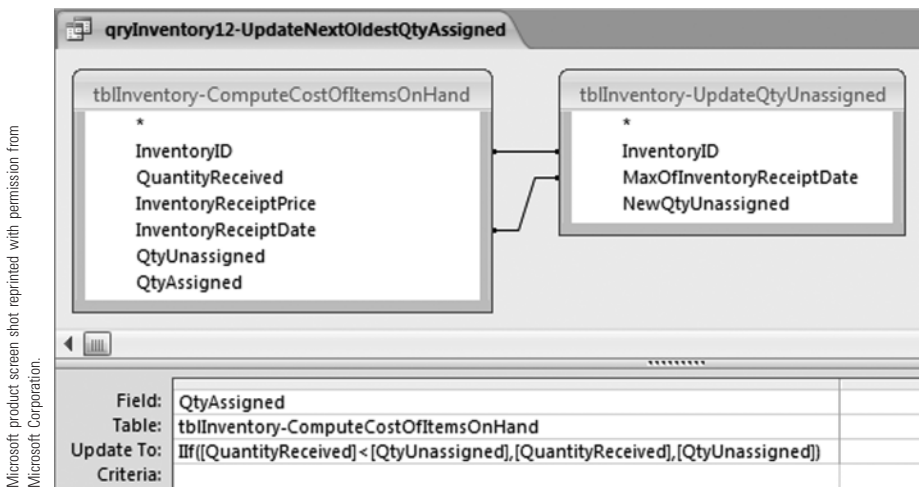 Microsoft product screen shot reprinted with permission from
Microsoft Corporation.
qryInventory12-UpdateNextOldestQtyAssigned
tblInventory-ComputeCostOfItemsOnHand
*
InventoryID
QuantityReceived
InventoryReceiptPrice
InventoryReceiptDate
QtyUnassigned
QtyAssigned
tblInventory-UpdateQtyUnassigned
*
InventoryID
MaxOfInventoryReceiptDate
NewQtyUnassigned
Field: QtyAssigned
Table: tblInventory-ComputeCostOfItemsOnHand
Update To: IIf([QuantityReceived]<[QtyUnassigned],[QuantityReceived],[QtyUnassigned])
Criteria: